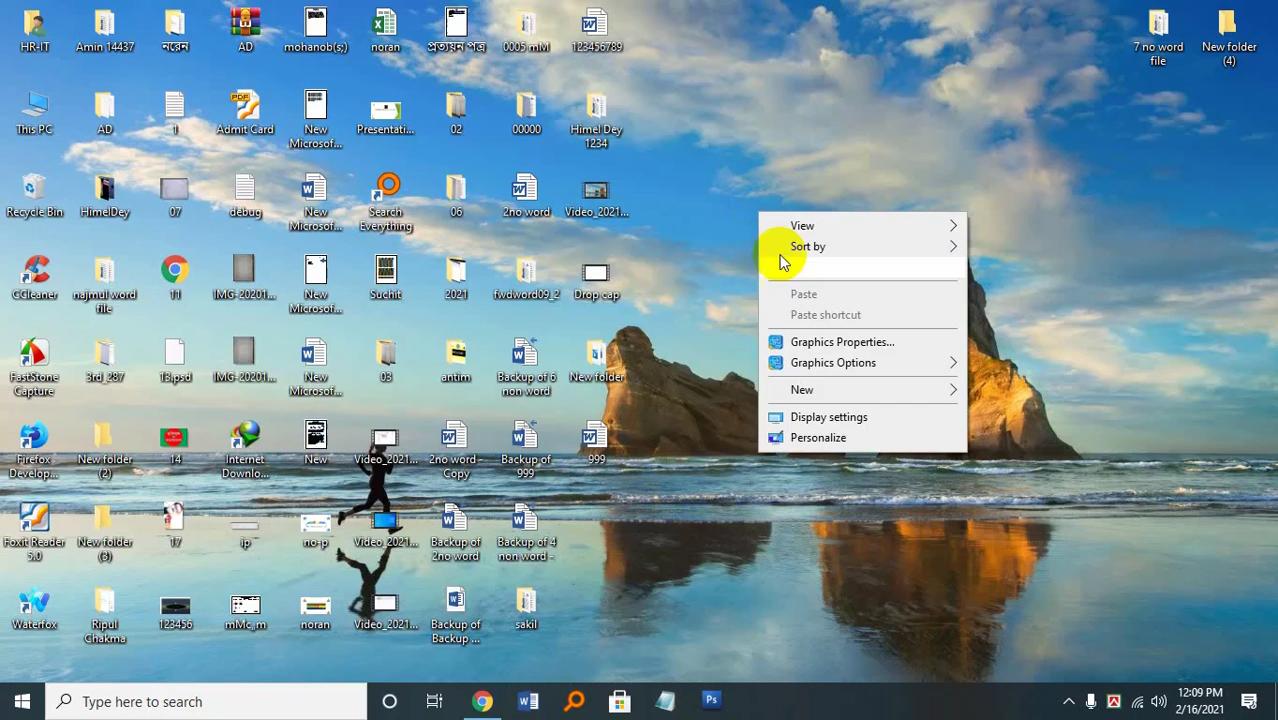 HR-IT
Amin 14437
নরেন
AD
mohanob(s;)
noran
প্রত্যয়ন পত্র
0005 mM
123456789
7 no word
file
New folder
(4)
This PC
AD
1
Admit Card
New
Microsof...
Presentati...
02
00000
Himel Dey
1234
Recycle Bin
HimelDey
07
debug
New
Microsof...
Search
Everything
06
2no word
Video_2021...
CCleaner
najmul word
file
11
IMG-20201...
New
Microsof...
Suchit
2021
fwdword09_2
Drop cap
FastStone
Capture
3rd_287
13.psd
IMG-20201...
New
Microsof...
03
antim
Backup of 6
non word
New folder
Firefox
Develop...
New folder
(2)
14
Internet
Downlo...
New
Video_2021...
2no word -
Copy
Backup of
999
999
Foxit Reader
5.0
New folder
(3)
17
ip
no-p
Video_2021...
Backup of
2no word
Backup of 4
non word -
Waterfox
Ripul
Chakma
123456
mMc,,m
noran
Video_2021...
Backup of
Backup ...
sakil
View
Sort by
Paste
Paste shortcut
Graphics Properties...
Graphics Options
New
Display settings
Personalize
Type here to search
12:09 PM
2/16/2021